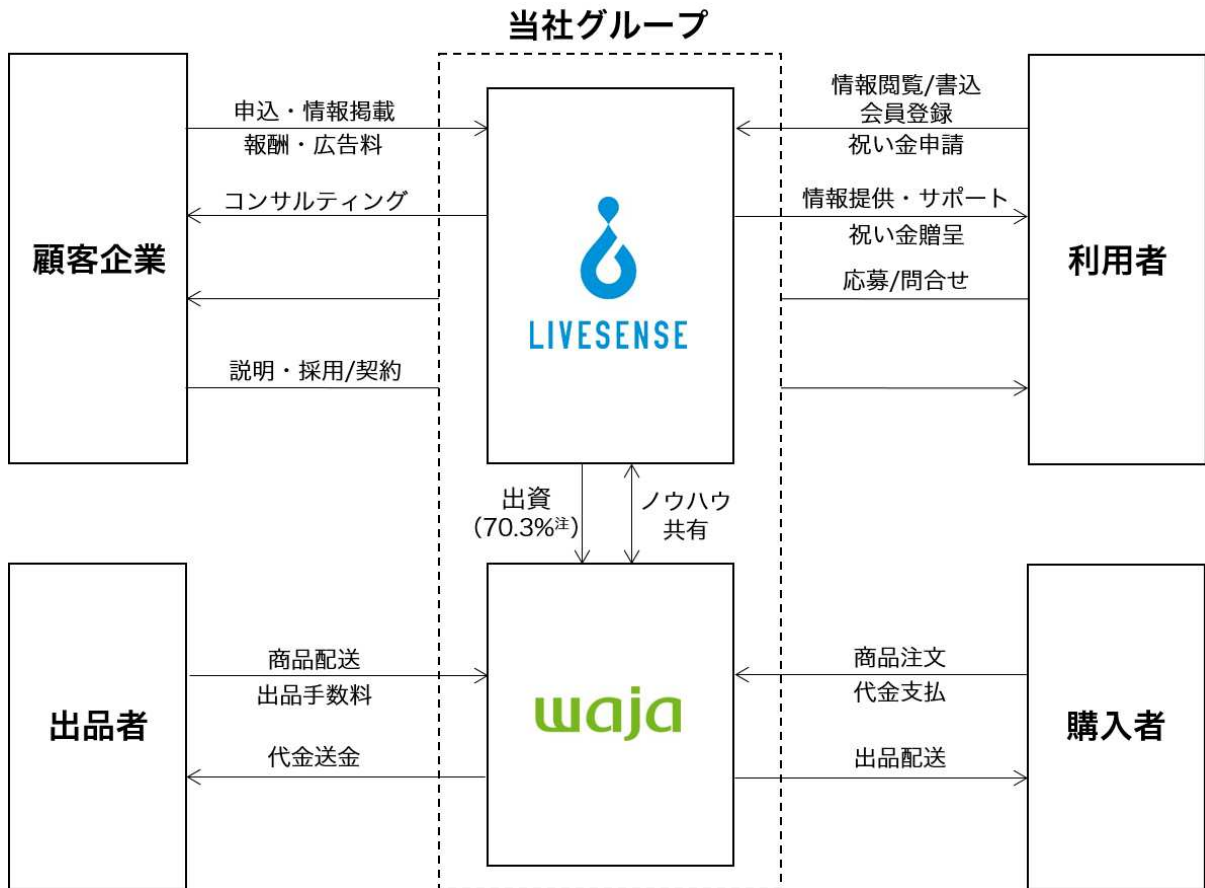 当社グループ
顧客企業
申込・情報掲載
報酬・広告料
コンサルティング
説明・採用/契約
LIVESENSE
情報閲覧/書込
会員登録
祝い金申請
情報提供・サポート
祝い金贈呈
応募/問合せ
利用者
出資
(70.3%注)
ノウハウ
共有
出品者
商品配送
出品手数料
代金送金
waja
商品注文
代金支払
出品配送
購入者